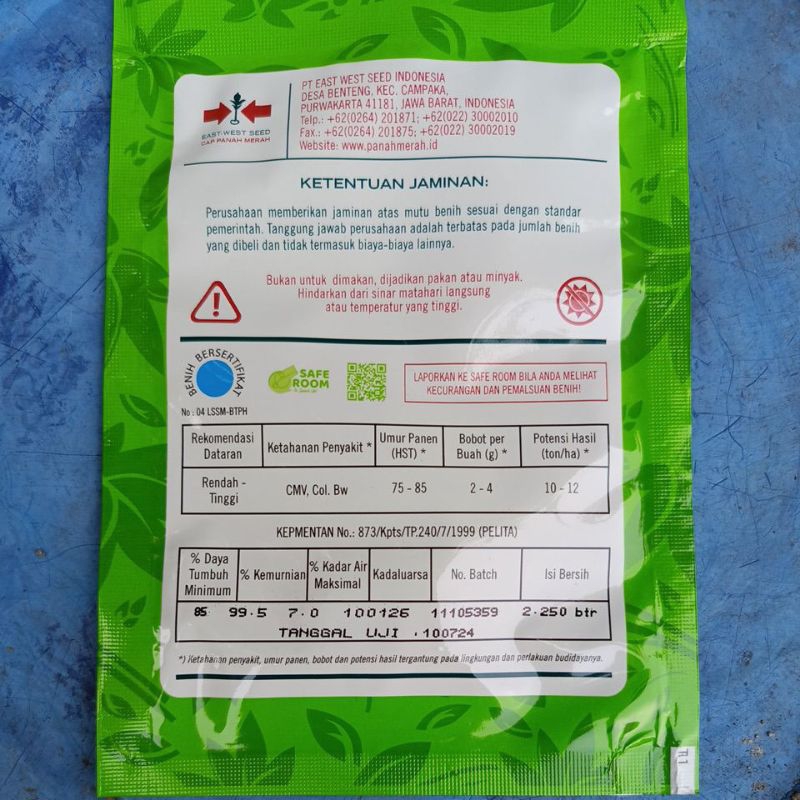 EAST-WEST SEED
CAP PANAH MERAH
PT EAST WEST SEED INDONESIA
DESA BENTENG, KEC. CAMPAKA,
PURWAKARTA 41181, JAWA BARAT, INDONESIA
Telp.: +62(0264) 201871; +62(022) 30002010
Fax.: +62(0264) 201875; +62(022) 30002019
Website: www.panahmerah.id
KETENTUAN JAMINAN:
Perusahaan memberikan jaminan atas mutu benih sesuai dengan standar
pemerintah. Tanggung jawab perusahaan adalah terbatas pada jumlah benih
yang dibeli dan tidak termasuk biaya-biaya lainnya.
Bukan untuk dimakan, dijadikan pakan atau minyak.
Hindarkan dari sinar matahari langsung
atau temperatur yang tinggi.
BENIH BERSERTIFIKAT
No : 04 LSSM-BTPH
SAFE
ROOM
LAPORKAN KE SAFE ROOM BILA ANDA MELIHAT
KECURANGAN DAN PEMALSUAN BENIH!
Rekomendasi Dataran Ketahanan Penyakit * Umur Panen (HST) * Bobot per Buah (g) * Potensi Hasil (ton/ha) *
Rendah - Tinggi CMV, Col. Bw 75 - 85 2 - 4 10 - 12
KEPMENTAN No.: 873/Kpts/TP.240/7/1999 (PELITA)
% Daya Tumbuh Minimum % Kemurnian % Kadar Air Maksimal Kadaluarsa No. Batch Isi Bersih
85 99.5 7.0 100126 11105359 2.250 btr
TANGGAL UJI .100724
*) Ketahanan penyakit, umur panen, bobot dan potensi hasil tergantung pada lingkungan dan perlakuan budidayanya.
R1